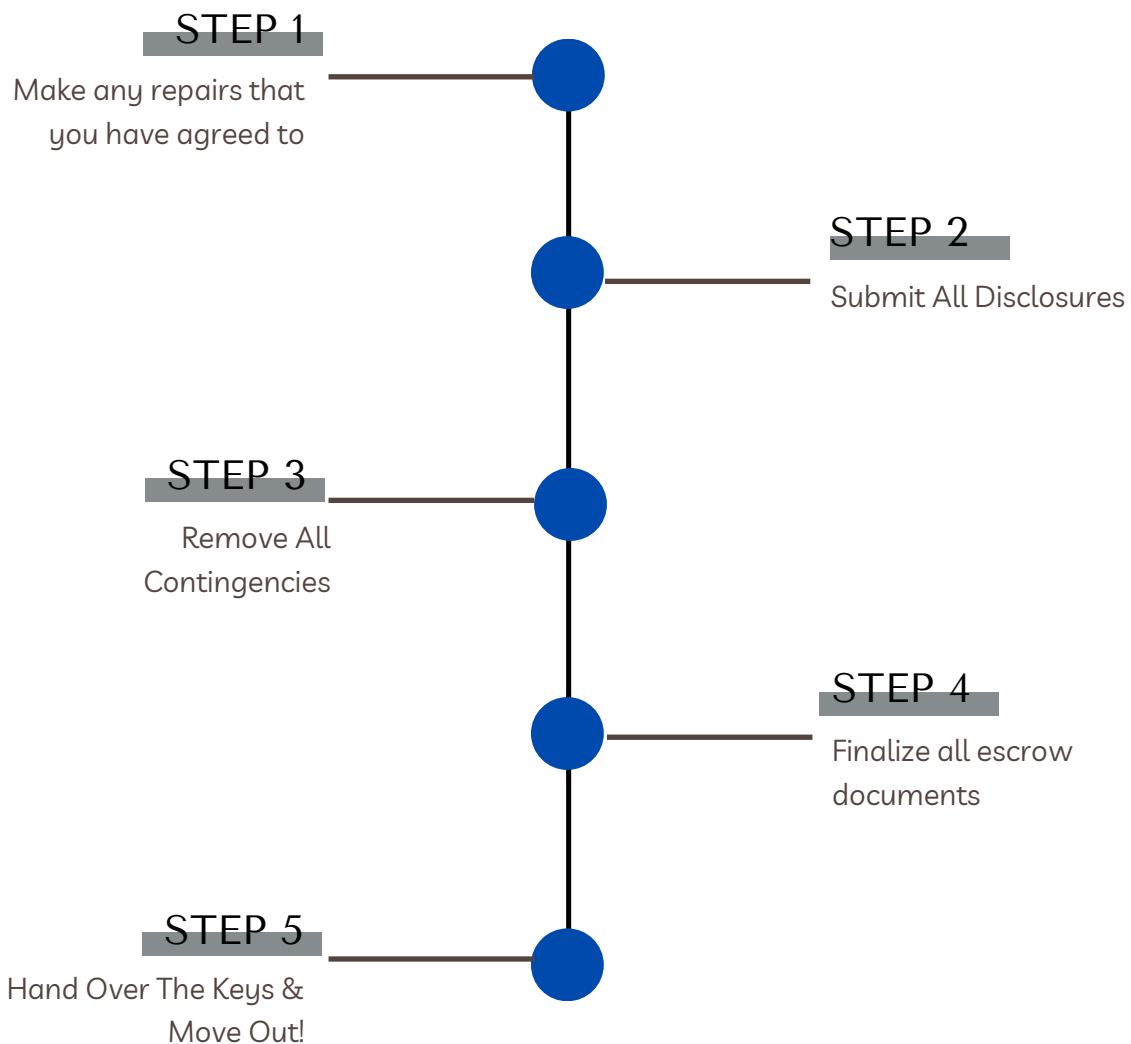 STEP 1
Make any repairs that
you have agreed to
STEP 2
Submit All Disclosures
STEP 3
Remove All
Contingencies
STEP 4
Finalize all escrow
documents
STEP 5
Hand Over The Keys &
Move Out!